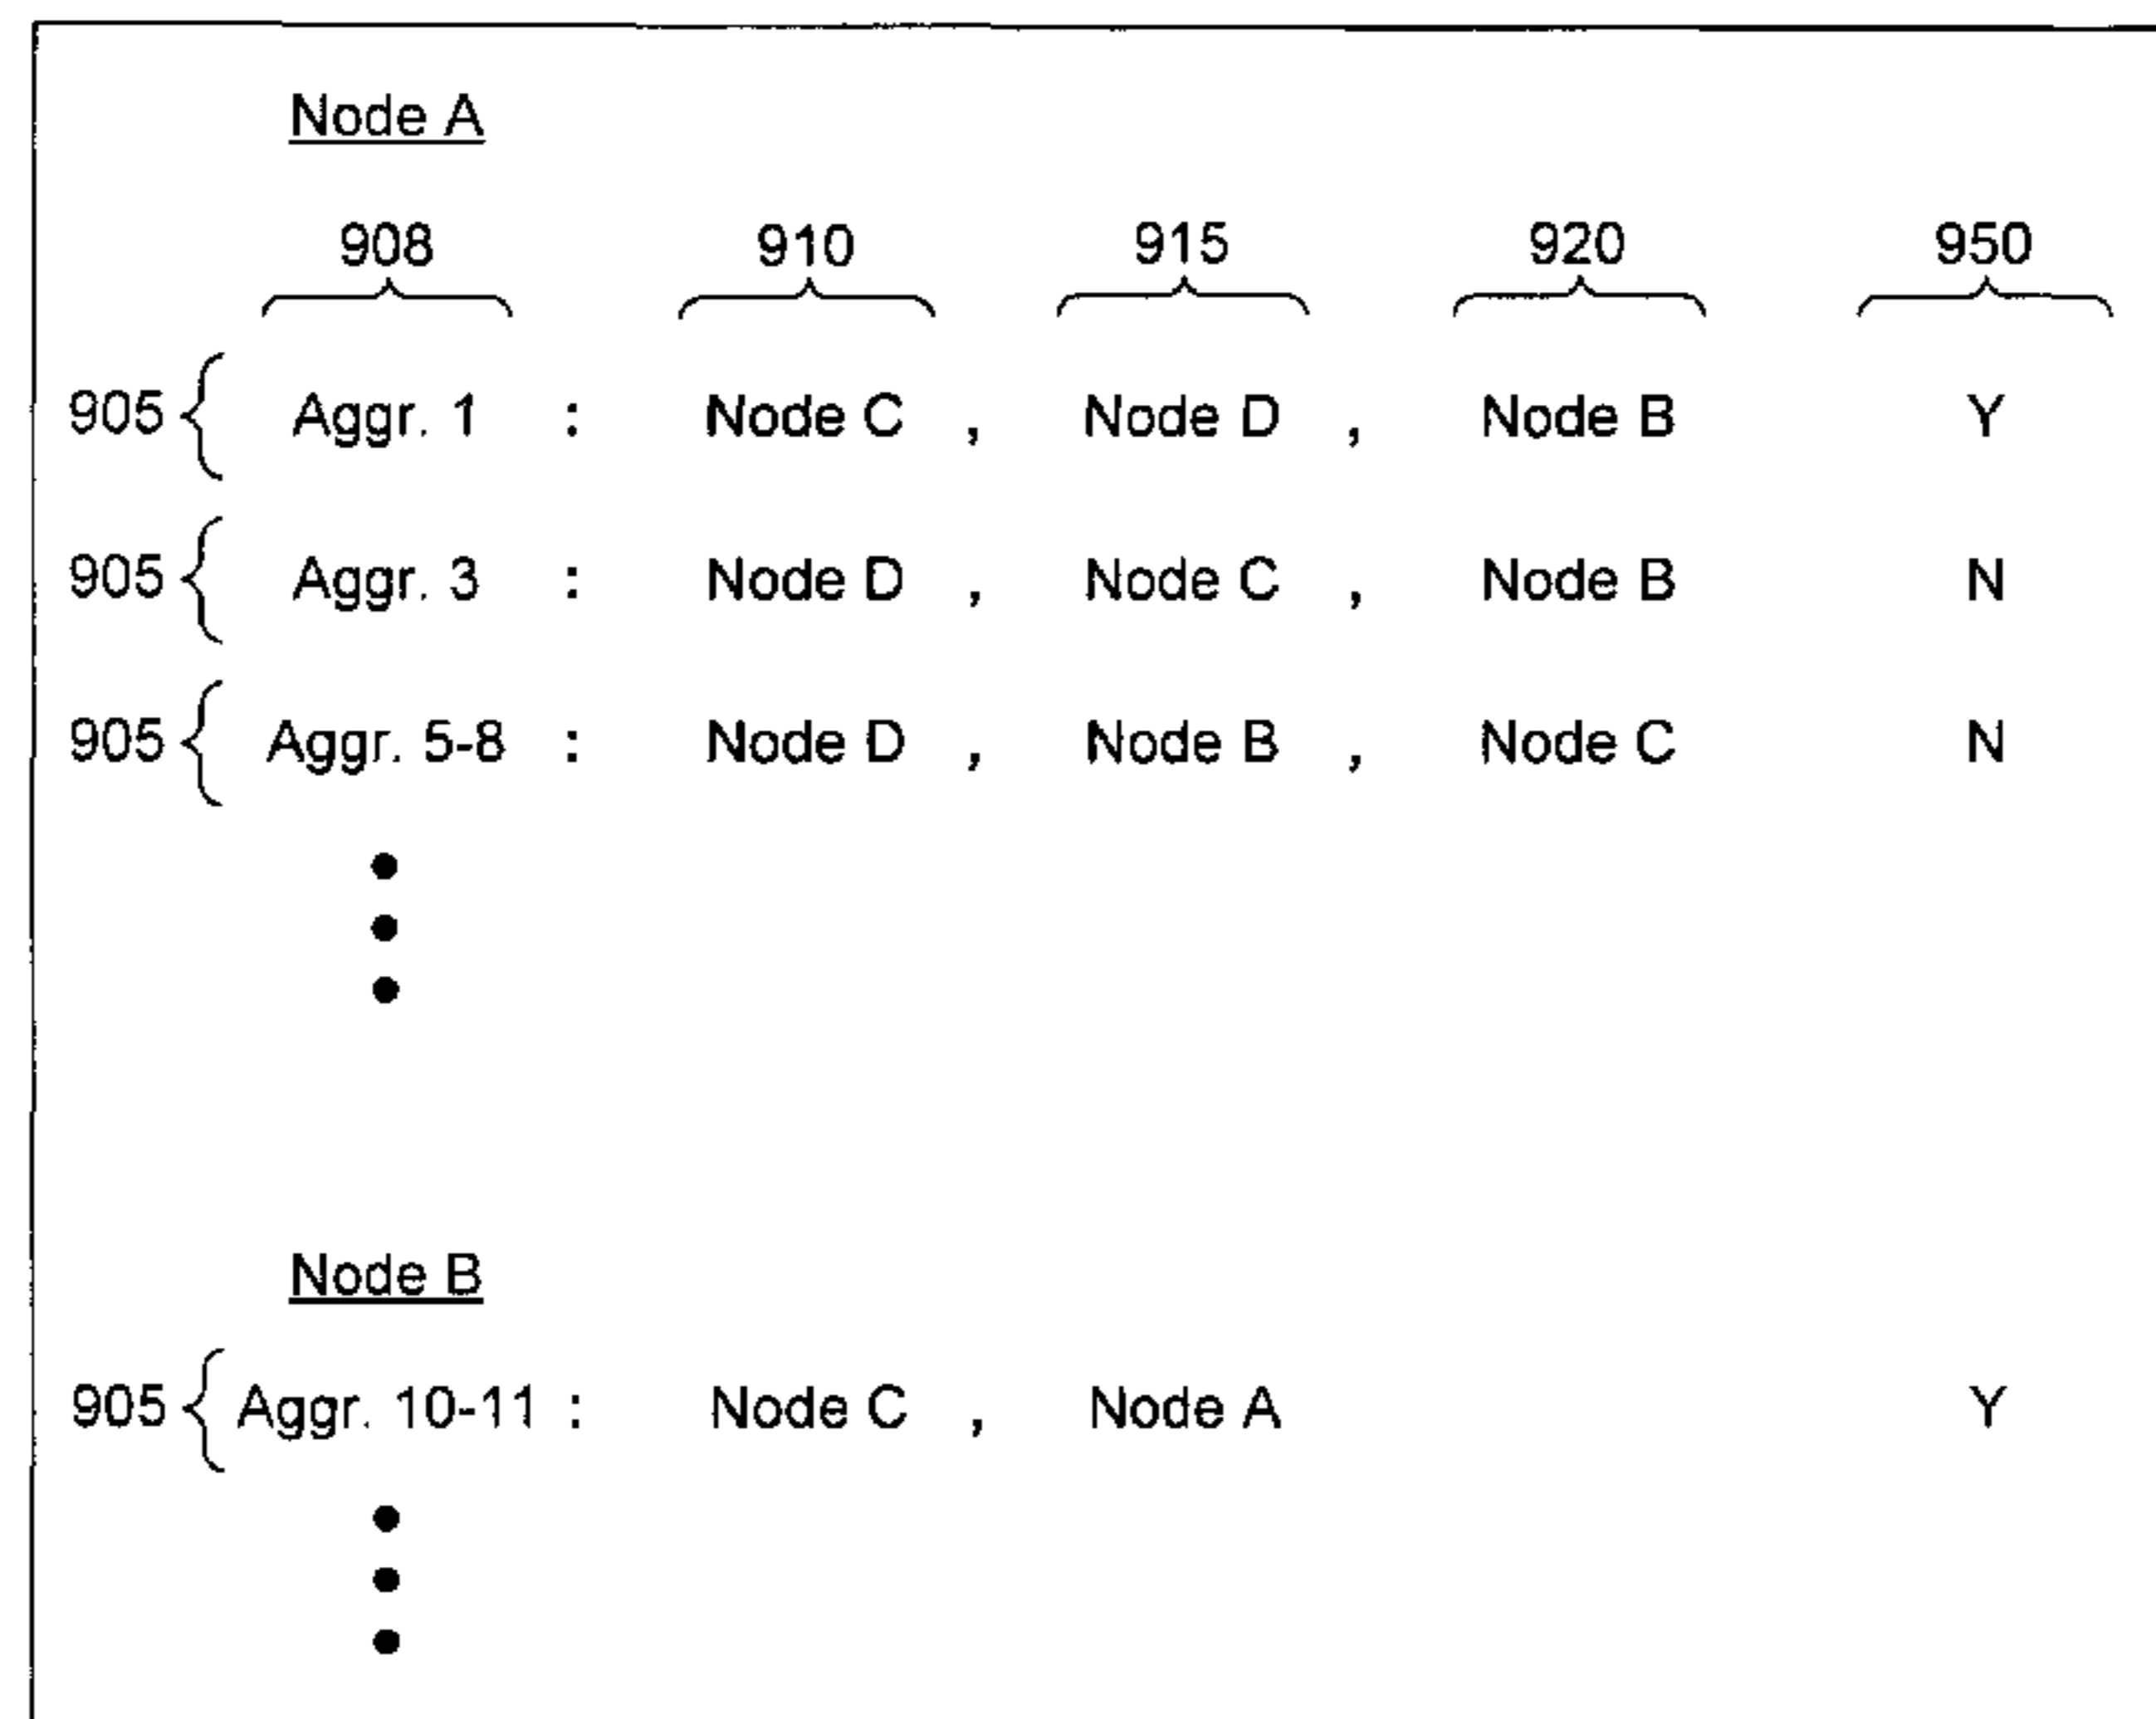 Node A
908 910 915 920 950
905 Aggr. 1 : Node C , Node D , Node B Y
905 Aggr. 3 : Node D , Node C , Node B N
905 Aggr. 5-8 : Node D , Node B , Node C N
Node B
905 Aggr. 10-11 : Node C , Node A Y